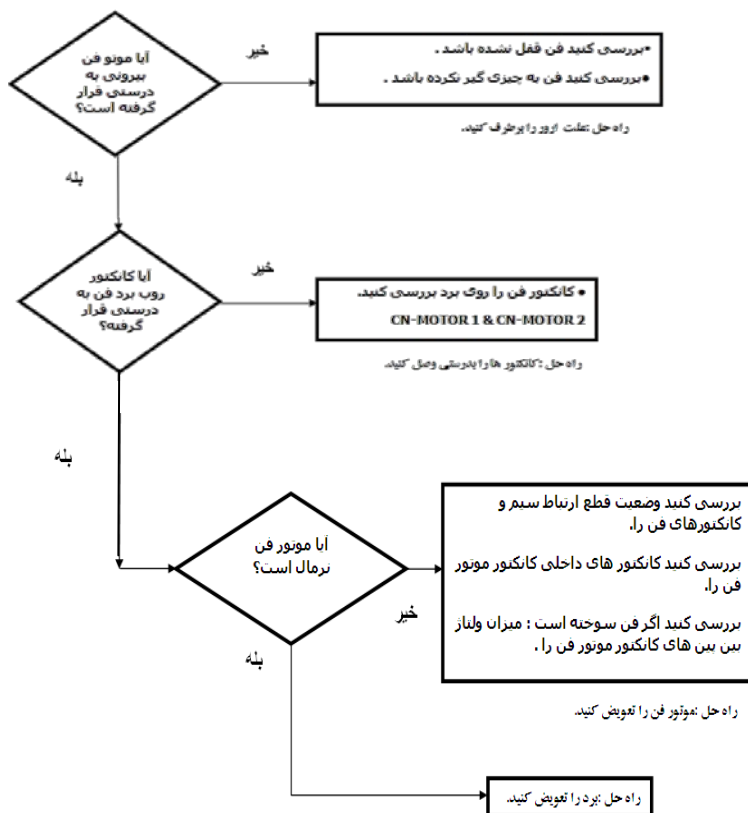 آیا موتو فن
بیرونی به
درستی قرار
گرفته است؟
خیر
•بررسی کنید فن قفل نشده باشد .
•بررسی کنید فن به چیزی گیر نکرده باشد .
راه حل :علت ارور را برطرف کنید.
بله
آیا کانکتور
روب برد فن به
درستی قرار
گرفته؟
خیر
• کانکتور فن را روی برد بررسی کنید.
CN-MOTOR 1 & CN-MOTOR 2
راه حل :کانکتور ها را بدرستی وصل کنید.
بله
آیا موتور فن
نرمال است؟
خیر
بررسی کنید وضعیت قطع ارتباط سیم و
کانکتورهای فن را.
بررسی کنید کانکتور های داخلی کانکتور موتور
فن را.
بررسی کنید اگر فن سوخته است : میزان ولتاژ
بین پین های کانکتور موتور فن را .
راه حل :موتور فن را تعویض کنید.
بله
راه حل :برد را تعویض کنید.